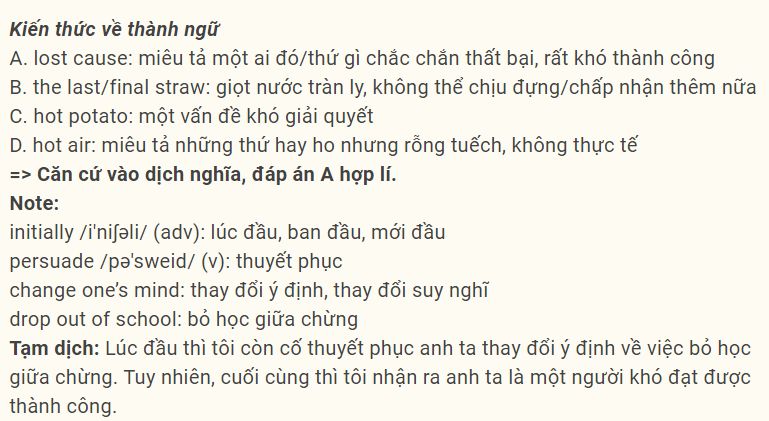 Kiến thức về thành ngữ
A. lost cause: miêu tả một ai đó/thứ gì chắc chắn thất bại, rất khó thành công
B. the last/final straw: giọt nước tràn ly, không thể chịu đựng/chấp nhận thêm nữa
C. hot potato: một vấn đề khó giải quyết
D. hot air: miêu tả những thứ hay ho nhưng rỗng tuếch, không thực tế
=> Căn cứ vào dịch nghĩa, đáp án A hợp lí.
Note:
initially /i'niʃəli/ (adv): lúc đầu, ban đầu, mới đầu
persuade /pə'sweid/ (v): thuyết phục
change one’s mind: thay đổi ý định, thay đổi suy nghĩ
drop out of school: bỏ học giữa chừng
Tạm dịch: Lúc đầu thì tôi còn cố thuyết phục anh ta thay đổi ý định về việc bỏ học
giữa chừng. Tuy nhiên, cuối cùng thì tôi nhận ra anh ta là một người khó đạt được
thành công.